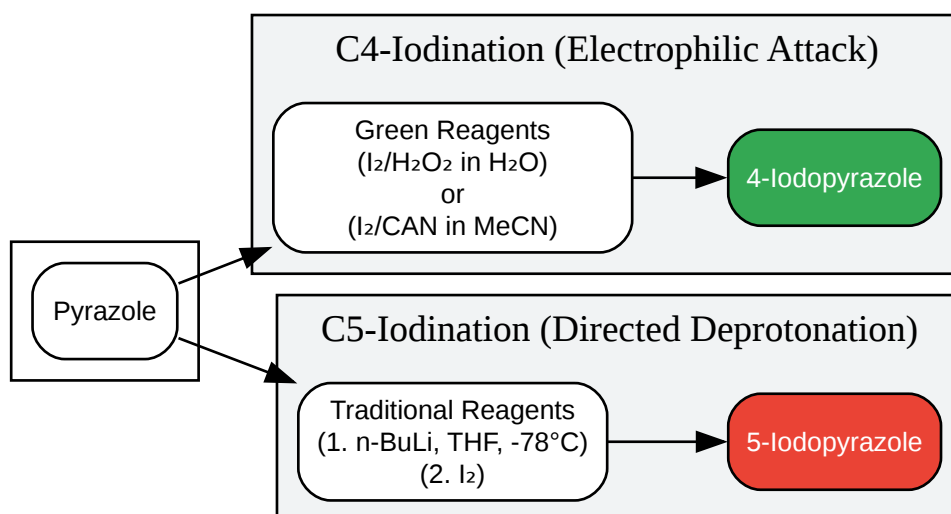 C4-Iodination (Electrophilic Attack)
Green Reagents
(I₂/H₂O₂ in H₂O)
or
(I₂/CAN in MeCN)
4-Iodopyrazole
Pyrazole
C5-Iodination (Directed Deprotonation)
Traditional Reagents
(1. n-BuLi, THF, -78°C)
(2. I₂)
5-Iodopyrazole